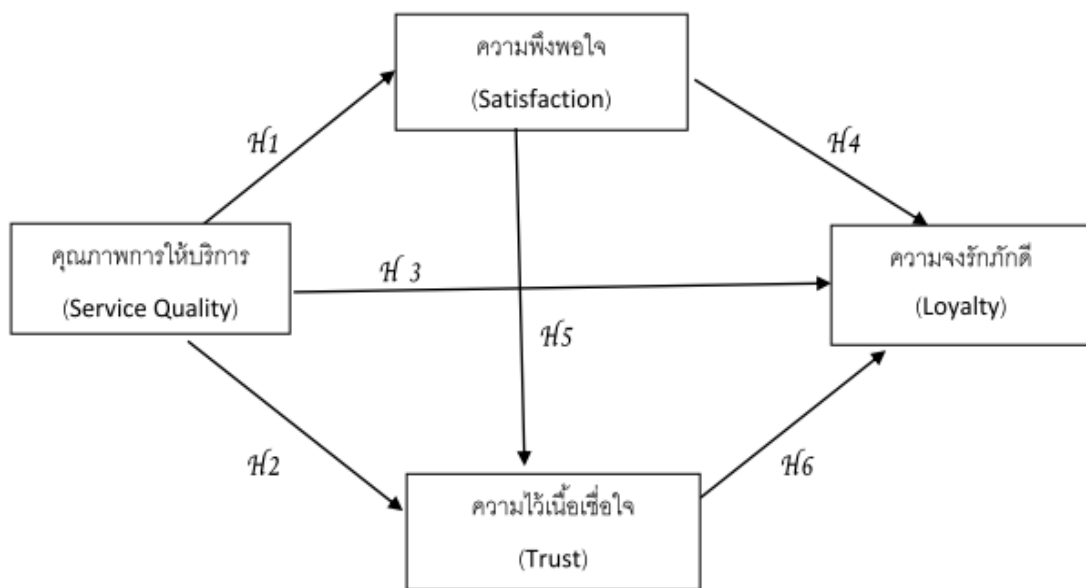 ความพึงพอใจ
(Satisfaction)
H1
H4
คุณภาพการให้บริการ
(Service Quality)
H 3
ความจงรักภักดี
(Loyalty)
H5
H2
H6
ความไว้เนื้อเชื่อใจ
(Trust)